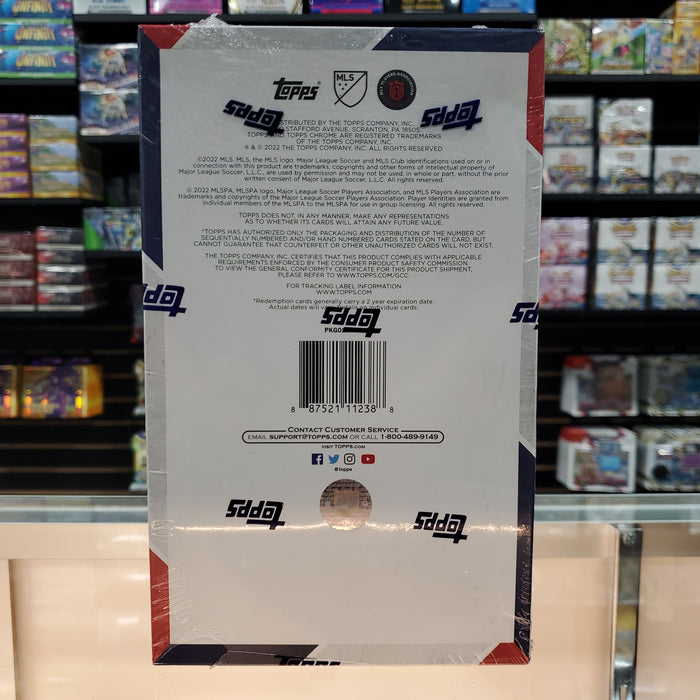 Topps
MLS
MLS PLAYERS ASSOCIATION
Topps
Topps
DISTRIBUTED BY THE TOPPS COMPANY, INC.
STAFFORD AVENUE, SCRANTON, PA 18505
TOPPS AND TOPPS CHROME ARE REGISTERED TRADEMARKS
OF THE TOPPS COMPANY, INC.
® & © 2022 THE TOPPS COMPANY, INC. ALL RIGHTS RESERVED.
©2022 MLS. MLS, the MLS logo, Major League Soccer and MLS Club identifications used on or in
connection with this product are trademarks, copyrights and other forms of intellectual property of
Major League Soccer, L.L.C., are used by permission and may not be used, in whole or part, without the prior
written consent of Major League Soccer, L.L.C. All rights reserved.
© 2022 MLSPA, MLSPA logo, Major League Soccer Players Association, and MLS Players Association are
trademarks and copyrights of the Major League Soccer Players Association. Player Identities are granted from
individual members of the MLSPA to the MLSPA for use in group licensing. All rights reserved.
TOPPS DOES NOT, IN ANY MANNER, MAKE ANY REPRESENTATIONS
AS TO WHETHER ITS CARDS WILL ATTAIN ANY FUTURE VALUE.
*TOPPS HAS AUTHORIZED ONLY THE PACKAGING AND DISTRIBUTION OF THE NUMBER OF
SEQUENTIALLY NUMBERED AND/OR HAND NUMBERED CARDS STATED ON THE CARD, BUT
CANNOT GUARANTEE THAT COUNTERFEIT OR OTHER UNAUTHORIZED CARDS WILL NOT EXIST.
THE TOPPS COMPANY, INC. CERTIFIES THAT THIS PRODUCT COMPLIES WITH APPLICABLE
REQUIREMENTS ENFORCED BY THE CONSUMER PRODUCT SAFETY COMMISSION.
TO VIEW THE GENERAL CONFORMITY CERTIFICATE FOR THIS PRODUCT SHIPMENT,
PLEASE REFER TO WWW.TOPPS.COM/GCC.
FOR TRACKING LABEL INFORMATION
WWW.TOPPS.COM
*Redemption cards generally carry a 2 year expiration date.
Actual dates will vary. Details on individual cards.
Topps
Topps
Topps
PKG0
8 87521 11238 8
CONTACT CUSTOMER SERVICE
EMAIL SUPPORT@TOPPS.COM OR CALL 1-800-489-9149
VISIT TOPPS.COM
@topps
Topps
Topps
Topps